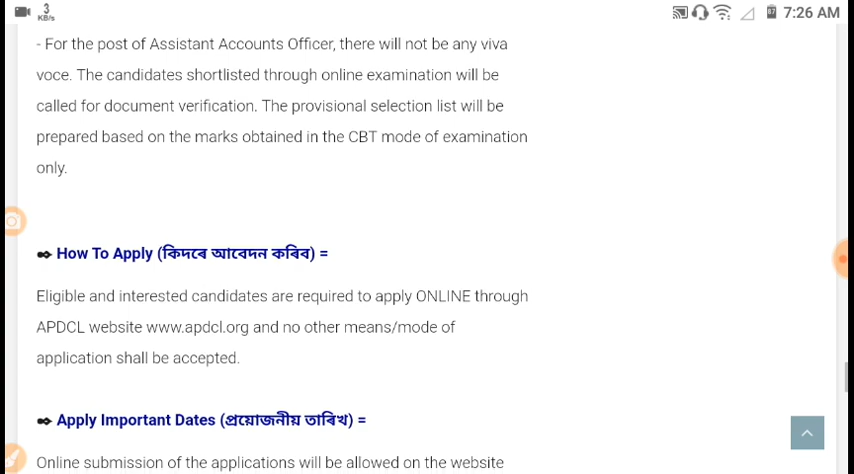 3
KB/s
87
7:26 AM
- For the post of Assistant Accounts Officer, there will not be any viva
voce. The candidates shortlisted through online examination will be
called for document verification. The provisional selection list will be
prepared based on the marks obtained in the CBT mode of examination
only.
How To Apply (কিদৰে আবেদন কৰিব) =
Eligible and interested candidates are required to apply ONLINE through
APDCL website www.apdcl.org and no other means/mode of
application shall be accepted.
Apply Important Dates (প্ৰয়োজনীয় তাৰিখ) =
Online submission of the applications will be allowed on the website